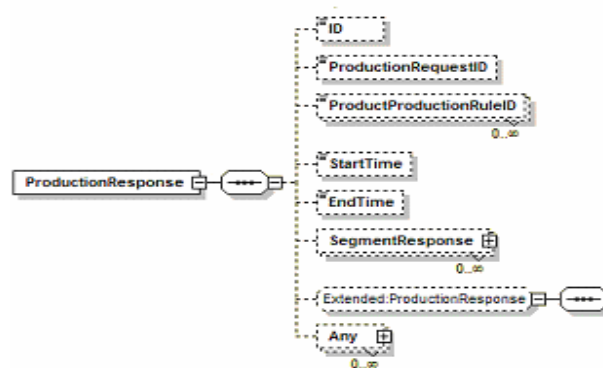 ID
ProductionRequestID
ProductProductionRuleID
0..∞
StartTime
ProductionResponse
EndTime
SegmentResponse
0..∞
Extended:ProductionResponse
Any
0..∞